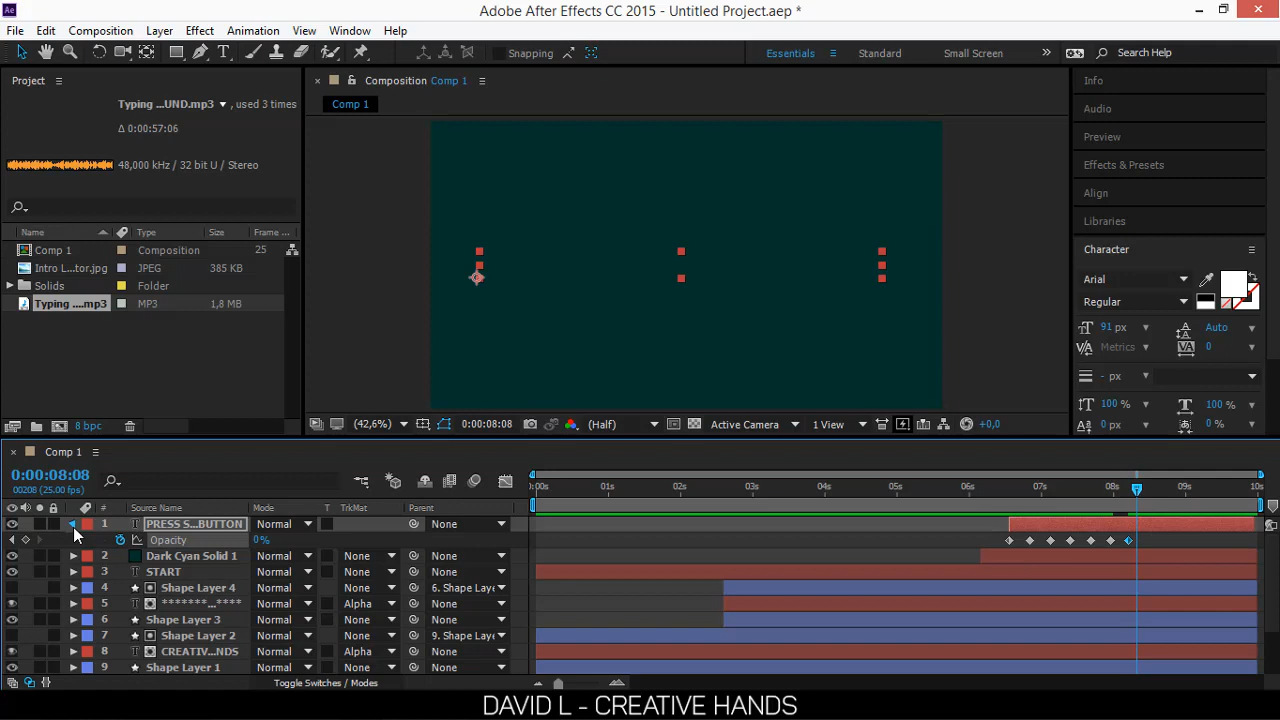 Ae Adobe After Effects CC 2015 - Untitled Project.aep *
File Edit Composition Layer Effect Animation View Window Help
Snapping Essentials Standard Small Screen Search Help
Project
Typing ...UND.mp3 , used 3 times
Δ 0:00:57:06
48,000 kHz / 32 bit U / Stereo
Name Type Size Frame ...
Comp 1 Composition 25
Intro L...tor.jpg JPEG 385 KB
Solids Folder
Typing ....mp3 MP3 1,8 MB
8 bpc
Composition Comp 1
Comp 1
(42,6%) 0:00:08:08 (Half) Active Camera 1 View +0,0
Info
Audio
Preview
Effects & Presets
Align
Libraries
Character
Arial
Regular
91 px Auto
Metrics 0
- px
100 % 100 %
0 px 0 %
Comp 1
0:00:08:08
00208 (25.00 fps)
:00s 01s 02s 03s 04s 05s 06s 07s 08s 09s 10s
# Source Name Mode T TrkMat Parent
1 T PRESS S...BUTTON Normal None
Opacity 0%
2 Dark Cyan Solid 1 Normal None None
3 T START Normal None None
4 Shape Layer 4 Normal None 6. Shape Laye
5 T *******...**** Normal Alpha None
6 Shape Layer 3 Normal None None
7 Shape Layer 2 Normal None 9. Shape Laye
8 T CREATIV...NDS Normal Alpha None
9 Shape Layer 1 Normal None None
Toggle Switches / Modes
DAVID L - CREATIVE HANDS